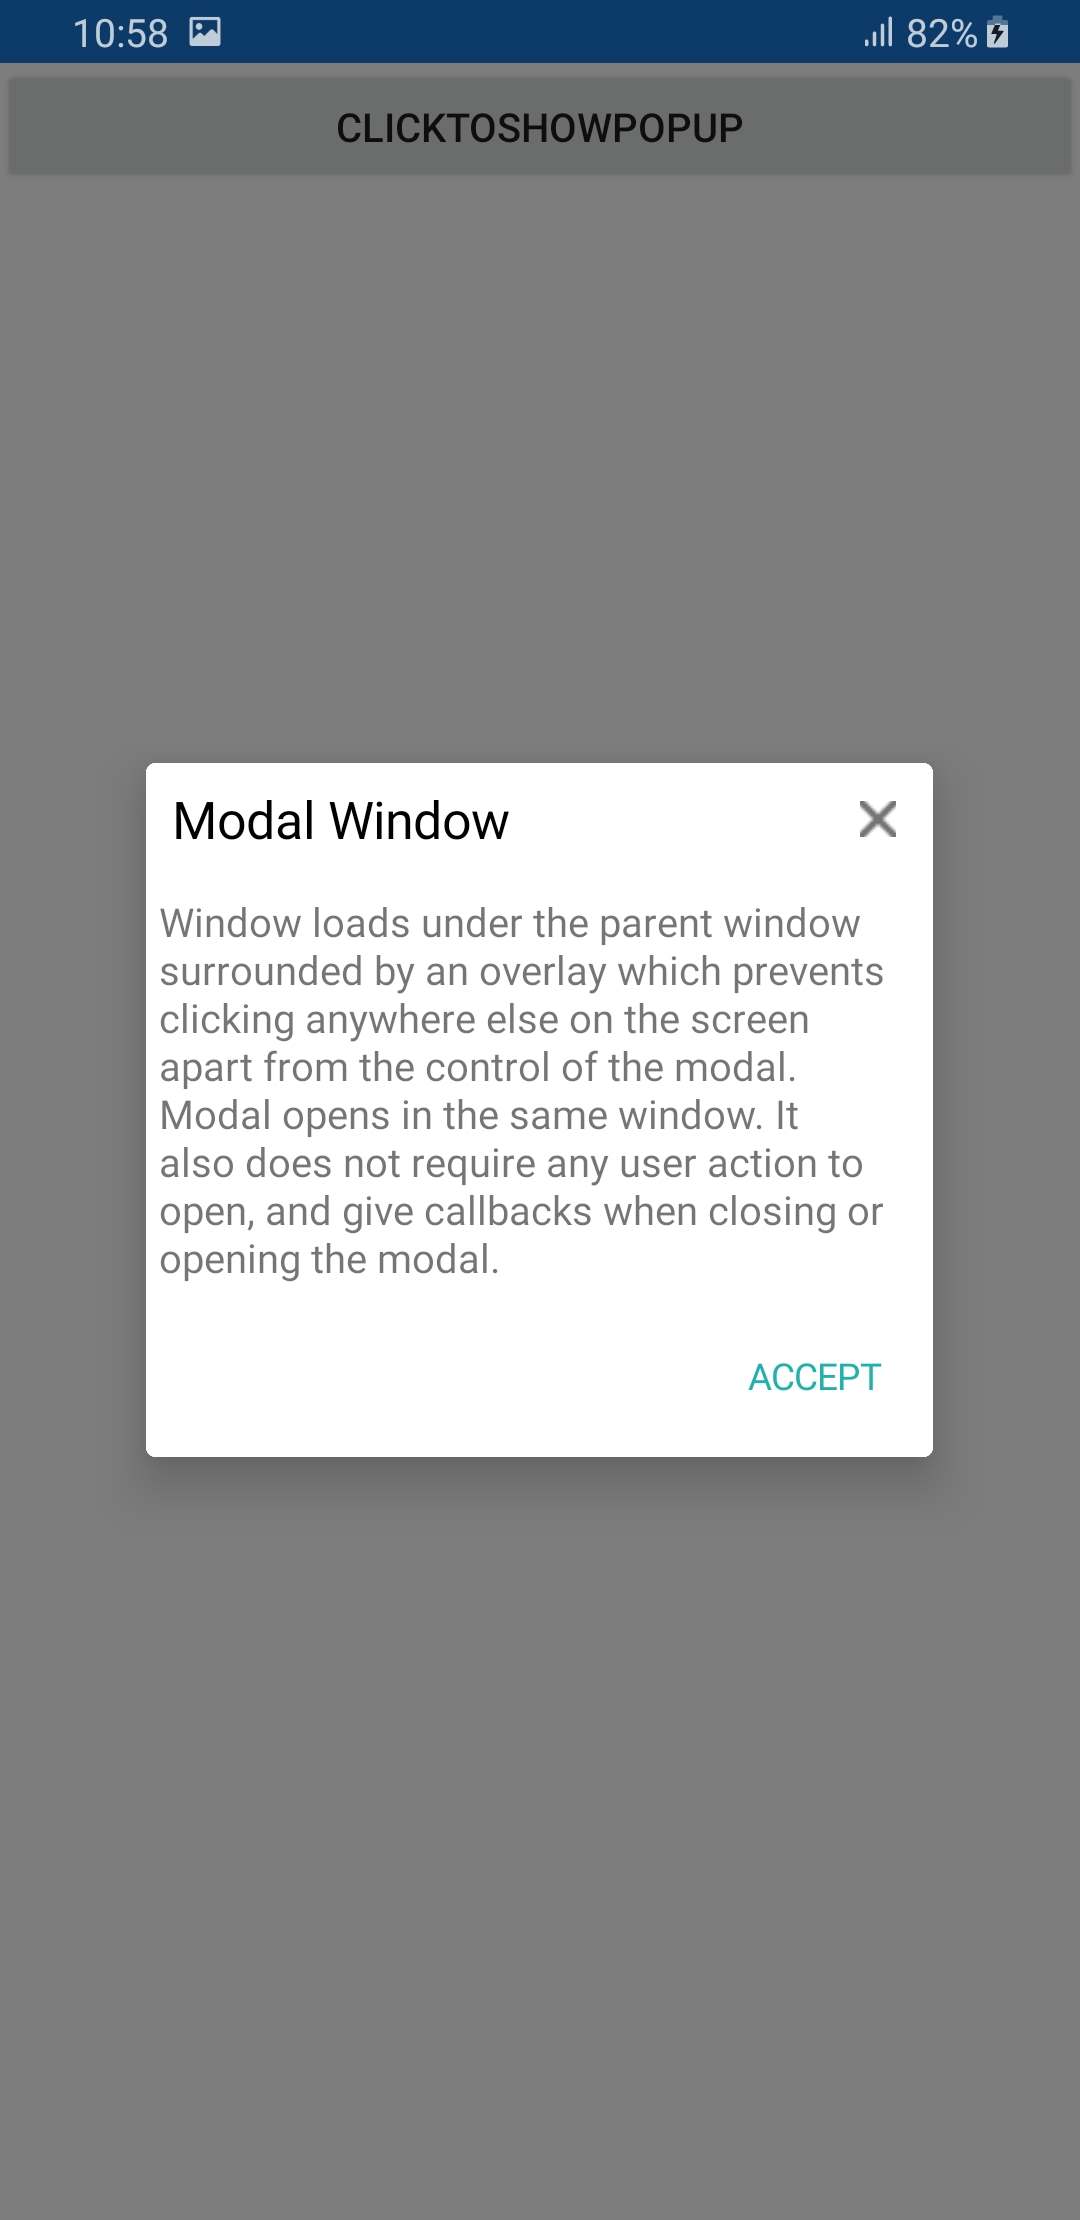 10:58 82%
CLICKTOSHOWPOPUP
Modal Window
Window loads under the parent window
surrounded by an overlay which prevents
clicking anywhere else on the screen
apart from the control of the modal.
Modal opens in the same window. It
also does not require any user action to
open, and give callbacks when closing or
opening the modal.
ACCEPT